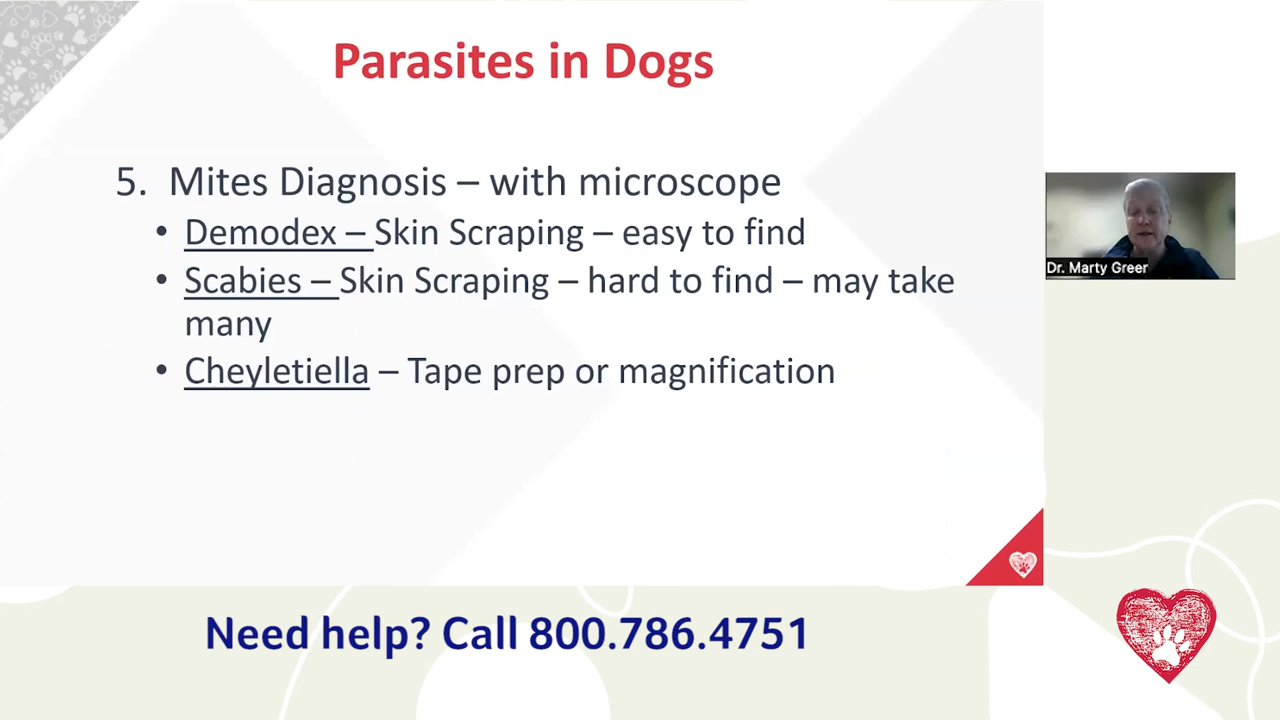 Parasites in Dogs
5. Mites Diagnosis – with microscope
• Demodex – Skin Scraping – easy to find
• Scabies – Skin Scraping – hard to find – may take
many
• Cheyletiella – Tape prep or magnification
Dr. Marty Greer
Need help? Call 800.786.4751